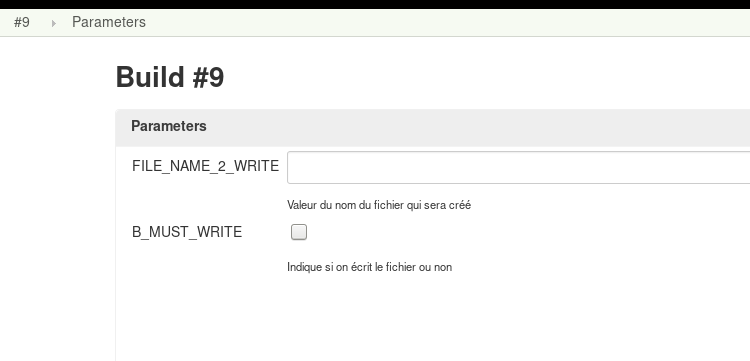 #9 Parameters
Build #9
Parameters
FILE_NAME_2_WRITE
Valeur du nom du fichier qui sera créé
B_MUST_WRITE
Indique si on écrit le fichier ou non